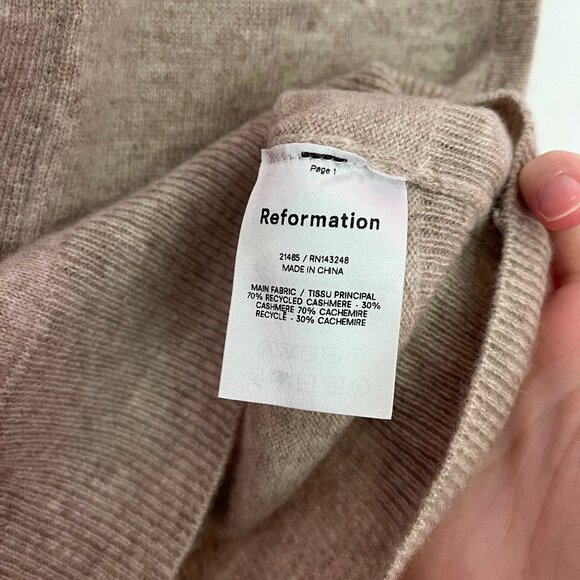 Page 1
Reformation
21485 / RN143248
MADE IN CHINA
MAIN FABRIC / TISSU PRINCIPAL
70% RECYCLED CASHMERE - 30%
CASHMERE 70% CACHEMIRE
RECYCLÉ - 30% CACHEMIRE